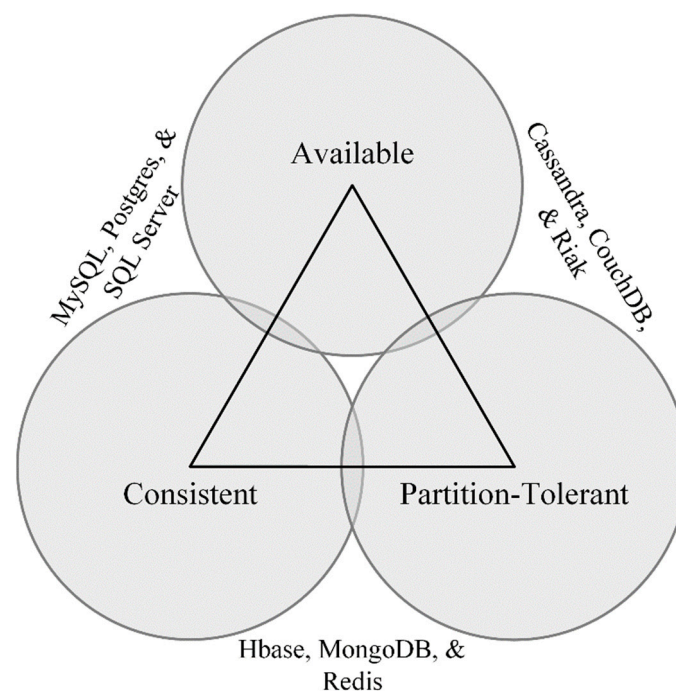 Available
MySQL, Postgres, &
SQL Server
Cassandra, CouchDB,
& Riak
Consistent
Partition-Tolerant
Hbase, MongoDB, &
Redis